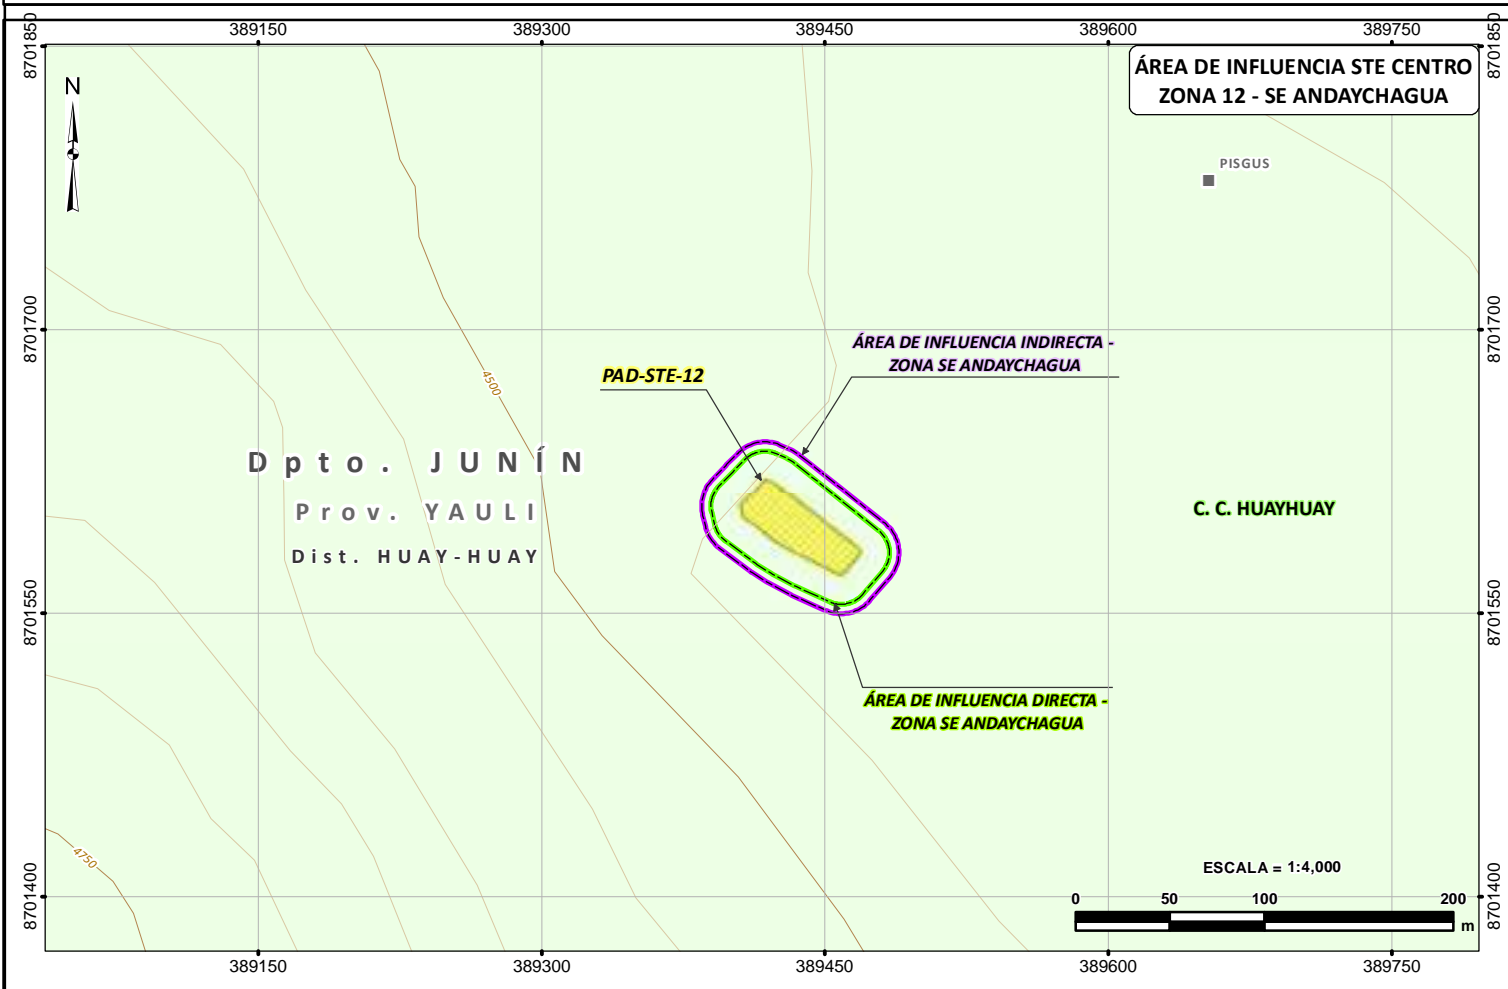 389150
389300
389450
389600
389750
8701850
8701850
ÁREA DE INFLUENCIA STE CENTRO
ZONA 12 - SE ANDAYCHAGUA
N
PISGUS
8701700
8701700
ÁREA DE INFLUENCIA INDIRECTA -
ZONA SE ANDAYCHAGUA
PAD-STE-12
4500
Dpto. JUNÍN
Prov. YAULI
Dist. HUAY-HUAY
C. C. HUAYHUAY
8701550
8701550
ÁREA DE INFLUENCIA DIRECTA -
ZONA SE ANDAYCHAGUA
4750
ESCALA = 1:4,000
0 50 100 200
m
8701400
8701400
389150
389300
389450
389600
389750